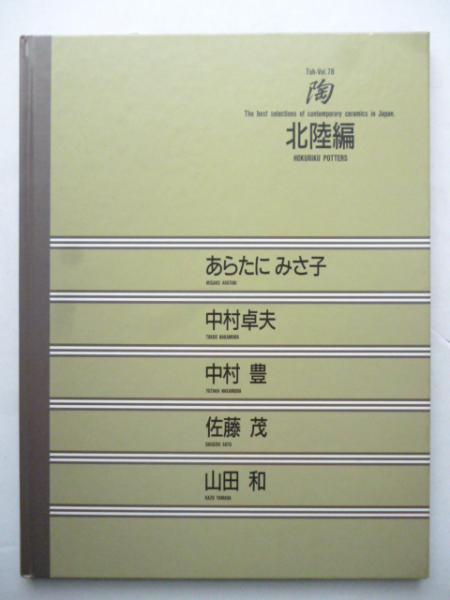 Toh-Vol.78
陶
The best selections of contemporary ceramics in Japan.
北陸編
HOKURIKU POTTERS
あらたに みさ子
MISAKO ARATANI
中村卓夫
TAKUO NAKAMURA
中村 豊
YUTAKA NAKAMURA
佐藤 茂
SHIGERU SATO
山田 和
KAZU YAMADA